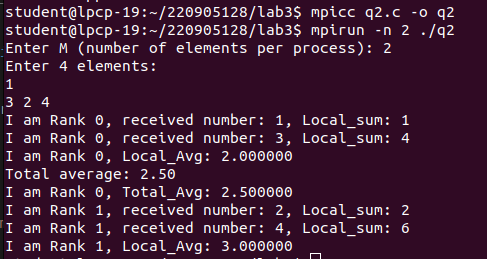 student@lpcp-19:~/220905128/lab3$ mpicc q2.c -o q2
student@lpcp-19:~/220905128/lab3$ mpirun -n 2 ./q2
Enter M (number of elements per process): 2
Enter 4 elements:
1
3 2 4
I am Rank 0, received number: 1, Local_sum: 1
I am Rank 0, received number: 3, Local_sum: 4
I am Rank 0, Local_Avg: 2.000000
Total average: 2.50
I am Rank 0, Total_Avg: 2.500000
I am Rank 1, received number: 2, Local_sum: 2
I am Rank 1, received number: 4, Local_sum: 6
I am Rank 1, Local_Avg: 3.000000